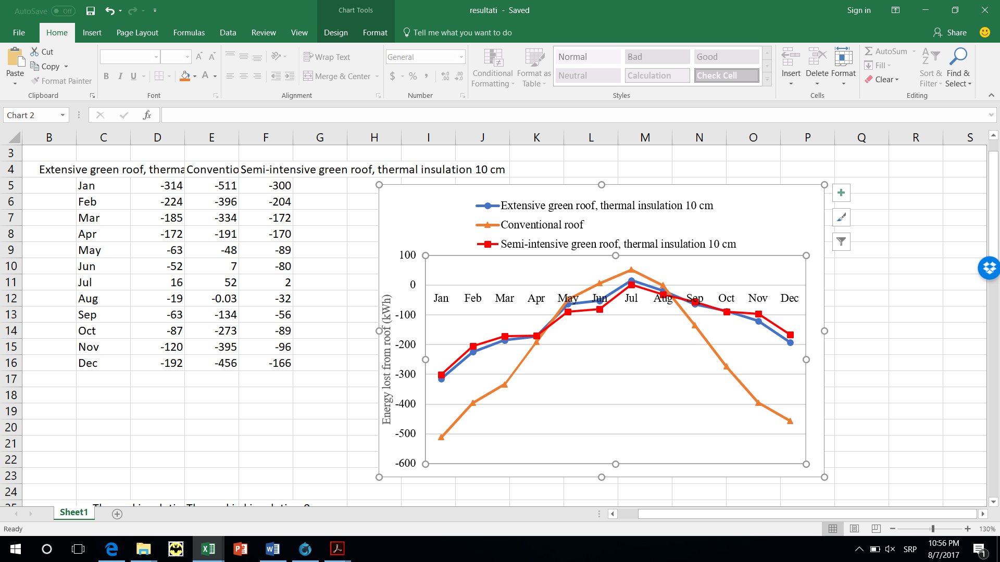 AutoSave Off
Chart Tools
resultati - Saved
Sign in
File Home Insert Page Layout Formulas Data Review View Design Format Tell me what you want to do Share
Paste
Cut
Copy
Format Painter
Clipboard
B I U A
Font
Wrap Text
Merge & Center
Alignment
General
$ %
Number
Conditional Formatting
Format as Table
Normal Bad Good
Neutral Calculation Check Cell
Styles
Insert Delete Format
Cells
AutoSum
Fill
Clear
Sort & Filter
Find & Select
Editing
Chart 2
fx
B C D E F G H I J K L M N O P Q R S
3
4 Extensive green roof, therma Conventio Semi-intensive green roof, thermal insulation 10 cm
5 Jan -314 -511 -300
6 Feb -224 -396 -204
7 Mar -185 -334 -172
8 Apr -172 -191 -170
9 May -63 -48 -89
10 Jun -52 7 -80
11 Jul 16 52 2
12 Aug -19 -0.03 -32
13 Sep -63 -134 -56
14 Oct -87 -273 -89
15 Nov -120 -395 -96
16 Dec -192 -456 -166
17
18
19
20
21
22
23
24
Extensive green roof, thermal insulation 10 cm
Conventional roof
Semi-intensive green roof, thermal insulation 10 cm
Energy lost from roof (kWh)
100
0
-100
-200
-300
-400
-500
-600
Jan Feb Mar Apr May Jun Jul Aug Sep Oct Nov Dec
Sheet1
Ready
130%
SRP
10:56 PM
8/7/2017
1